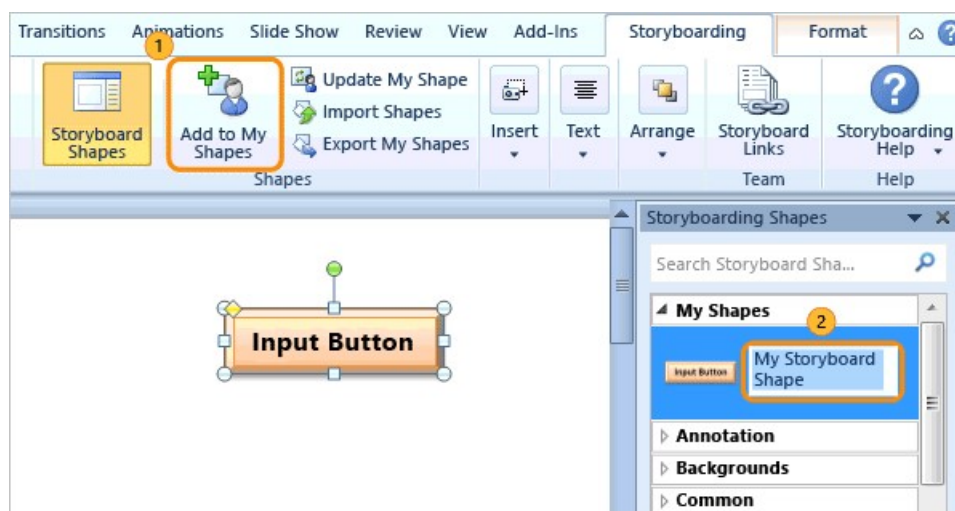 Transitions Animations Slide Show Review View Add-Ins Storyboarding Format
1
Storyboard
Shapes
Add to My
Shapes
Update My Shape
Import Shapes
Export My Shapes
Insert
Text
Arrange
Storyboard
Links
Storyboarding
Help
Shapes
Team
Help
Storyboarding Shapes
Search Storyboard Sha...
My Shapes
2
Input Button
Input Button
My Storyboard
Shape
Annotation
Backgrounds
Common